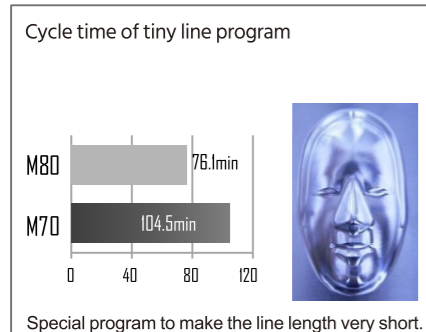 Cycle time of tiny line program
M80
76.1min
M70
104.5min
0 40 80 120
Special program to make the line length very short.